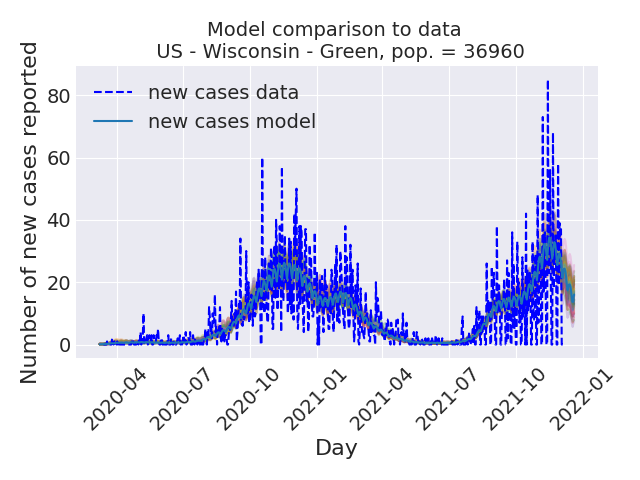 Model comparison to data
US - Wisconsin - Green, pop. = 36960
Number of new cases reported
80
60
40
20
0
new cases data
new cases model
2020-04
2020-07
2020-10
2021-01
2021-04
2021-07
2021-10
2022-01
Day